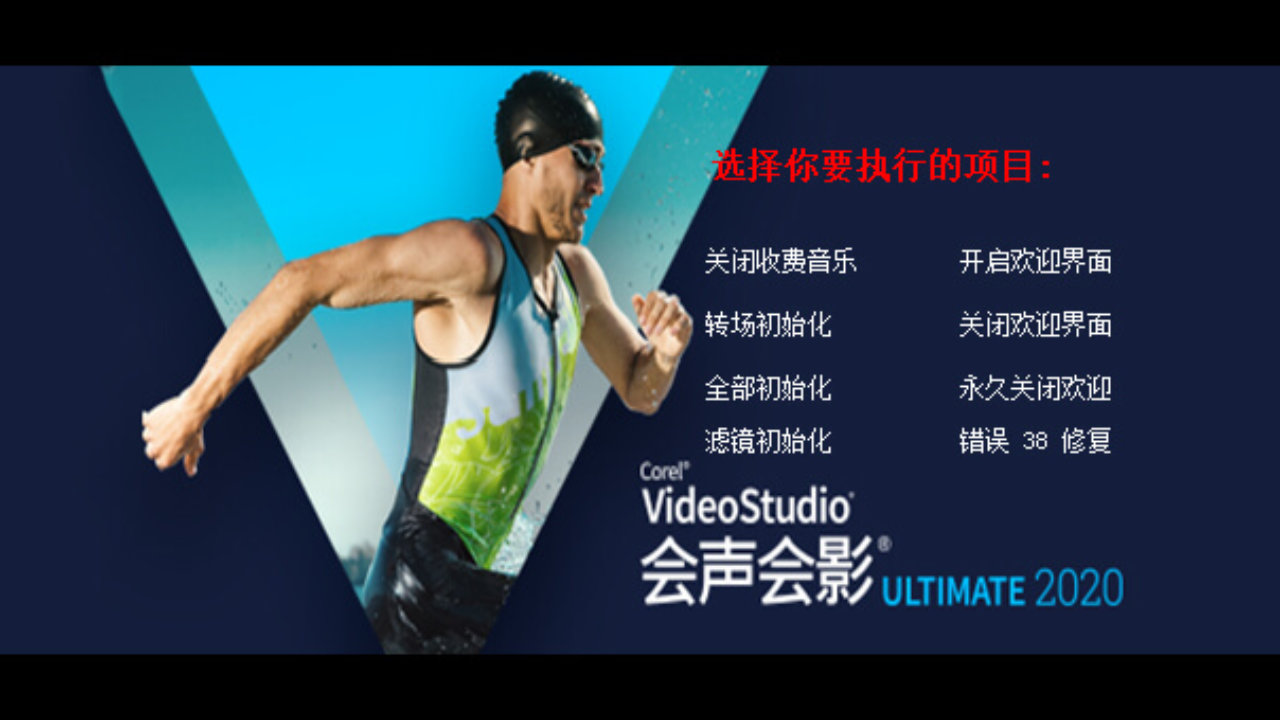 选择你要执行的项目:
关闭收费音乐 开启欢迎界面
转场初始化 关闭欢迎界面
全部初始化 永久关闭欢迎
滤镜初始化 错误 38 修复
Corel®
VideoStudio®
会声会影® ULTIMATE 2020